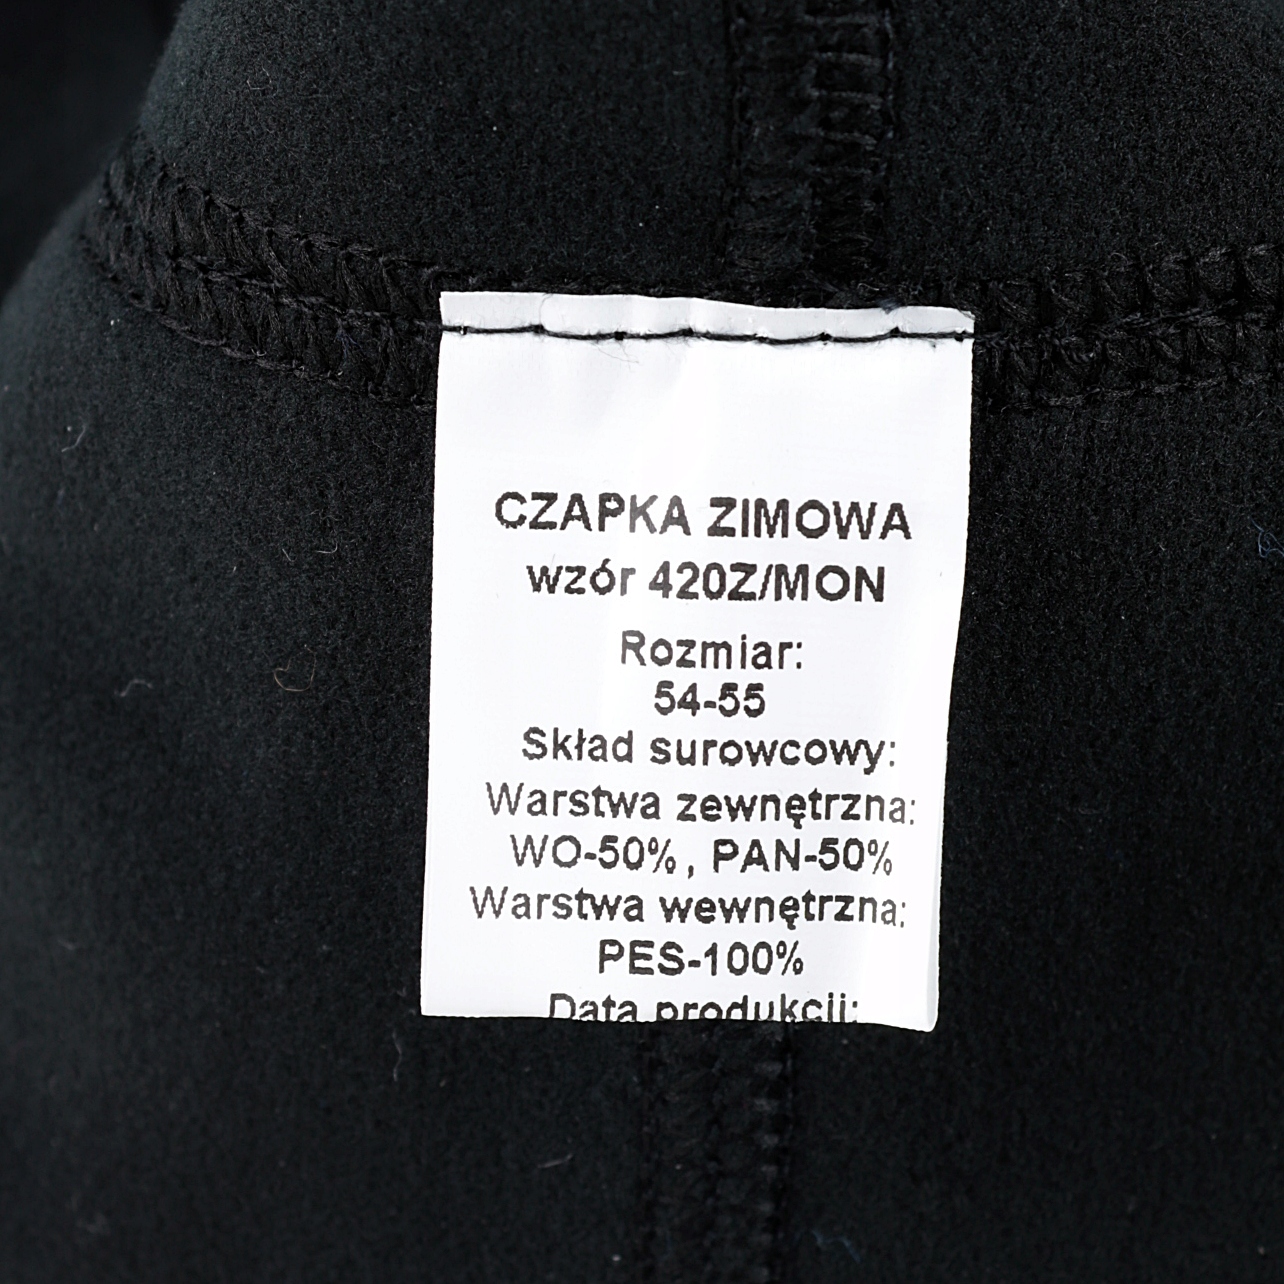 CZAPKA ZIMOWA
wzór 420Z/MON
Rozmiar:
54-55
Skład surowcowy:
Warstwa zewnętrzna:
WO-50%, PAN-50%
Warstwa wewnętrzna:
PES-100%
Data produkcji: